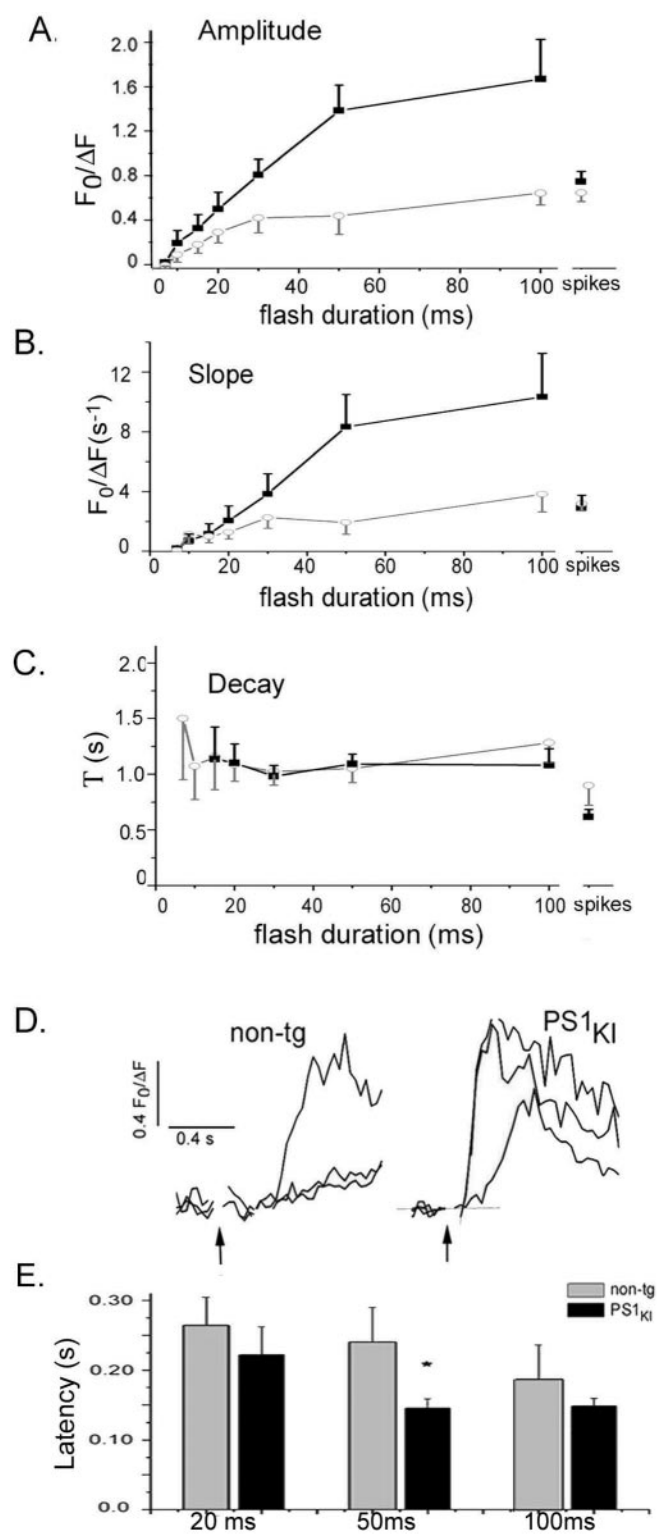 A.
Amplitude
2.0
1.6
1.2
0.8
0.4
0
F₀/ΔF
0 20 40 60 80 100 spikes
flash duration (ms)
B.
Slope
12
8
4
0
F₀/ΔF(s⁻¹)
0 20 40 60 80 100 spikes
flash duration (ms)
C.
Decay
2.0
1.5
1.0
0.5
0
T (s)
0 20 40 60 80 100 spikes
flash duration (ms)
D.
non-tg
PS1KI
0.4 F₀/ΔF
0.4 s
E.
non-tg
PS1KI
0.30
0.20
0.10
0.0
Latency (s)
*
20 ms 50ms 100ms